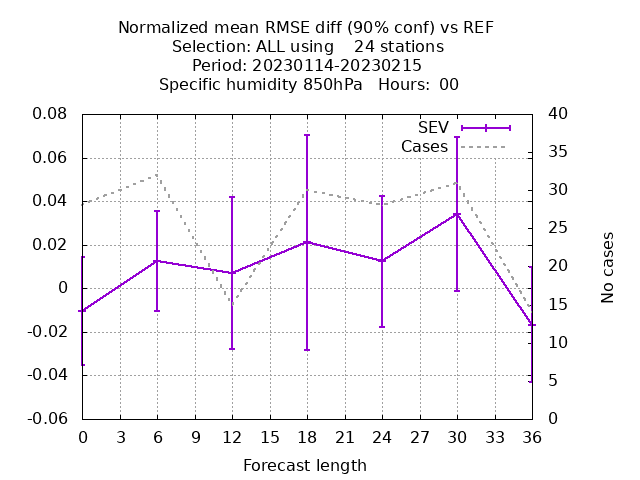 Normalized mean RMSE diff (90% conf) vs REF
Selection: ALL using    24 stations
Period: 20230114-20230215
Specific humidity 850hPa   Hours:  00
SEV
Cases
0.08
0.06
0.04
0.02
0
-0.02
-0.04
-0.06
40
35
30
25
20
15
10
5
0
No cases
0 3 6 9 12 15 18 21 24 27 30 33 36
Forecast length